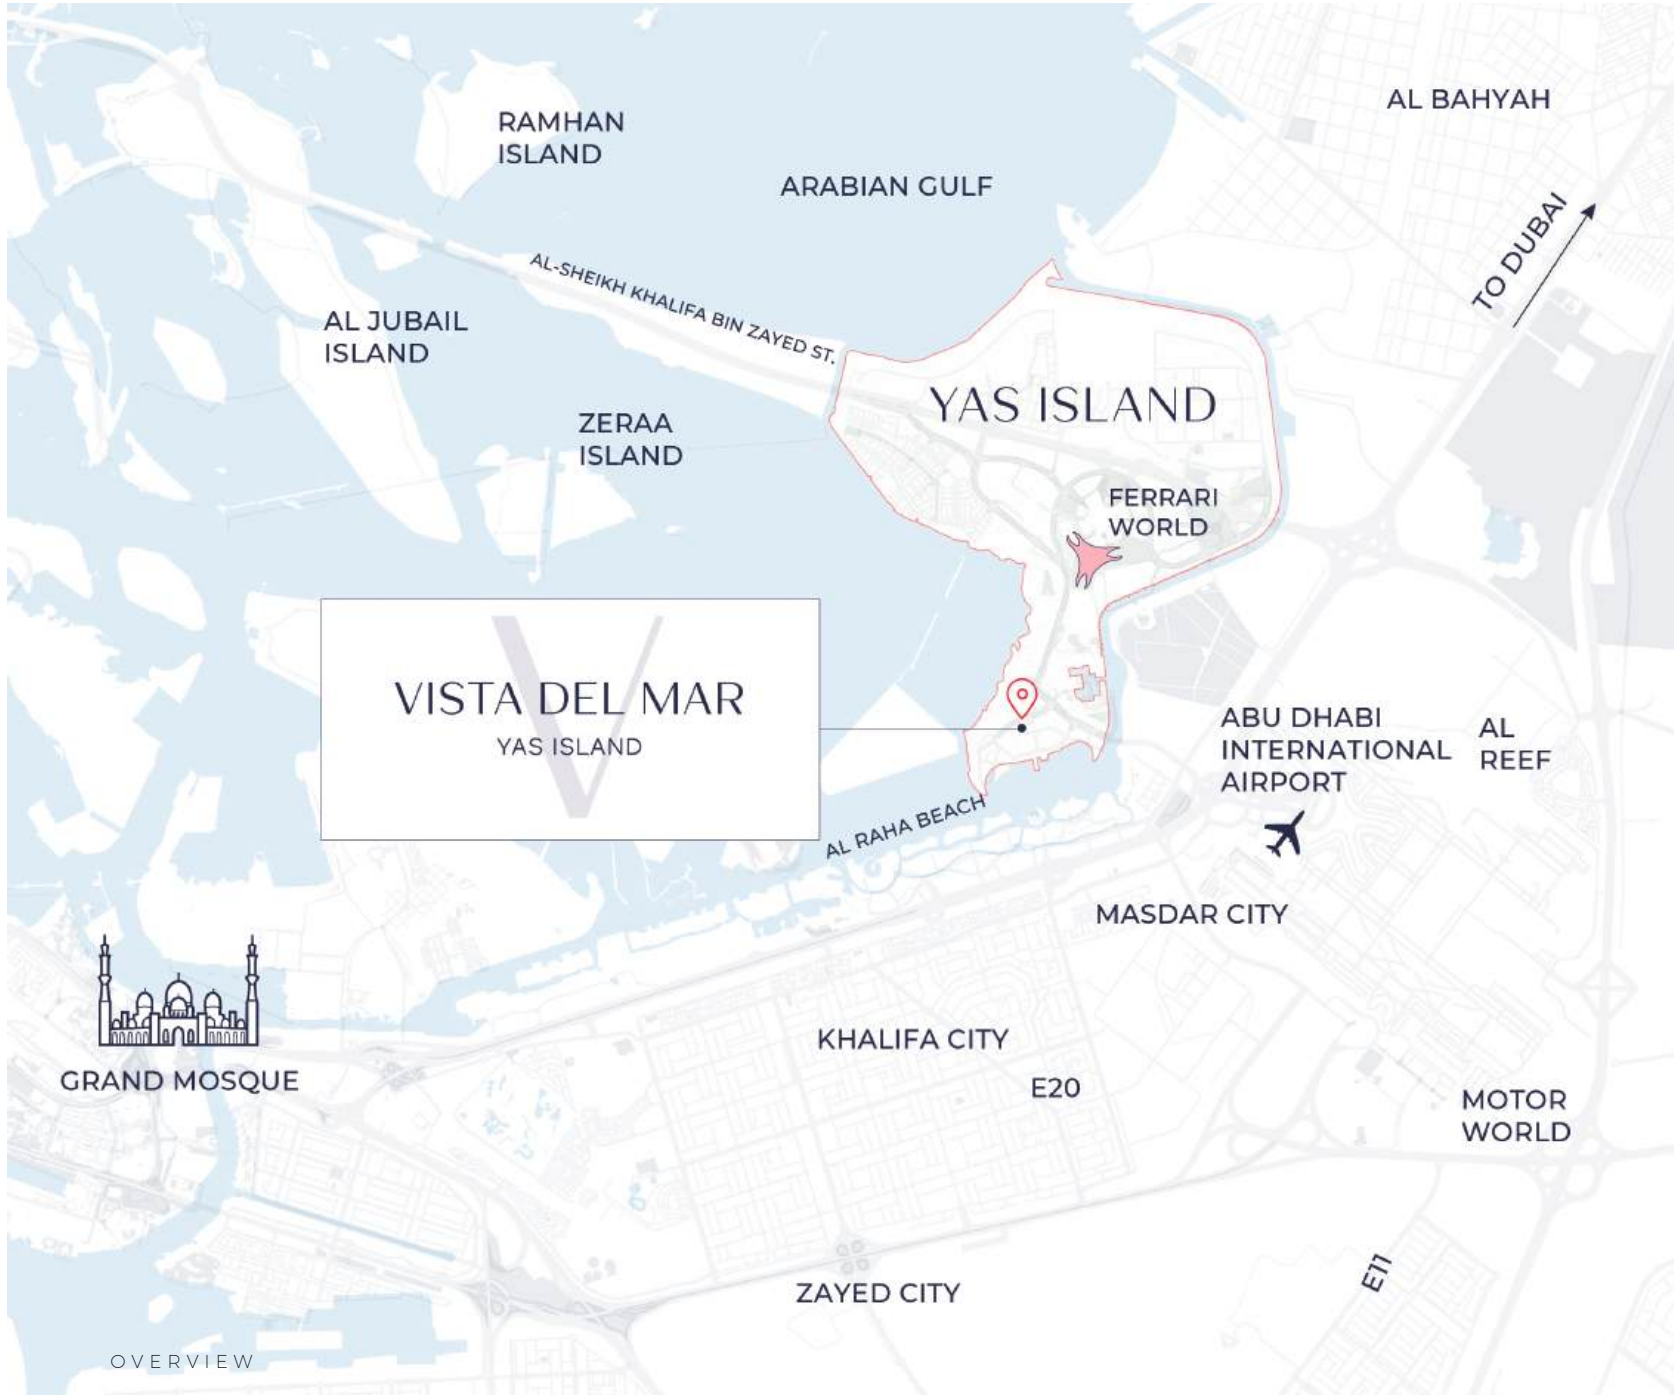 AL BAHYAH
RAMHAN
ISLAND
ARABIAN GULF
TO DUBAI
AL-SHEIKH KHALIFA BIN ZAYED ST.
AL JUBAIL
ISLAND
YAS ISLAND
ZERAA
ISLAND
FERRARI
WORLD
V
VISTA DEL MAR
YAS ISLAND
ABU DHABI
INTERNATIONAL
AIRPORT
AL
REEF
AL RAHA BEACH
MASDAR CITY
KHALIFA CITY
GRAND MOSQUE
E20
MOTOR
WORLD
E11
ZAYED CITY
OVERVIEW